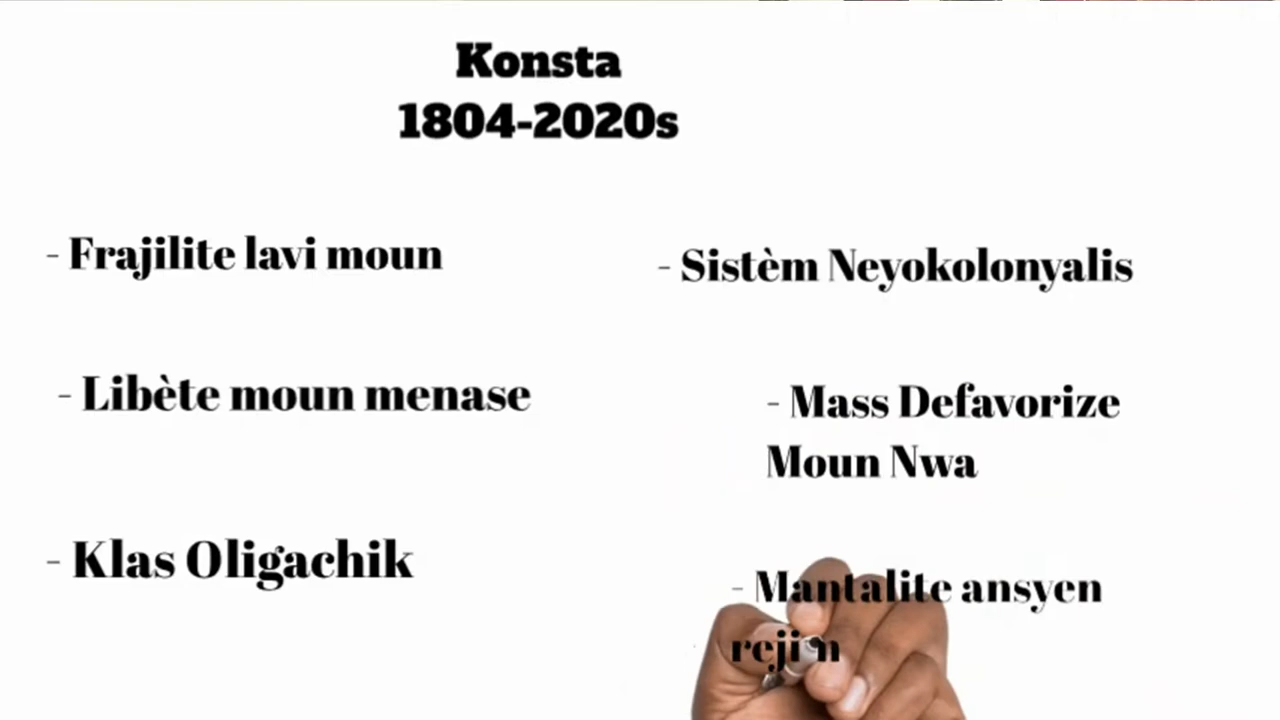 Konsta
1804-2020s
- Frajilite lavi moun
- Libète moun menase
- Klas Oligachik
- Sistèm Neyokolonyalis
- Mass Defavorize
Moun Nwa
- Mantalite ansyen